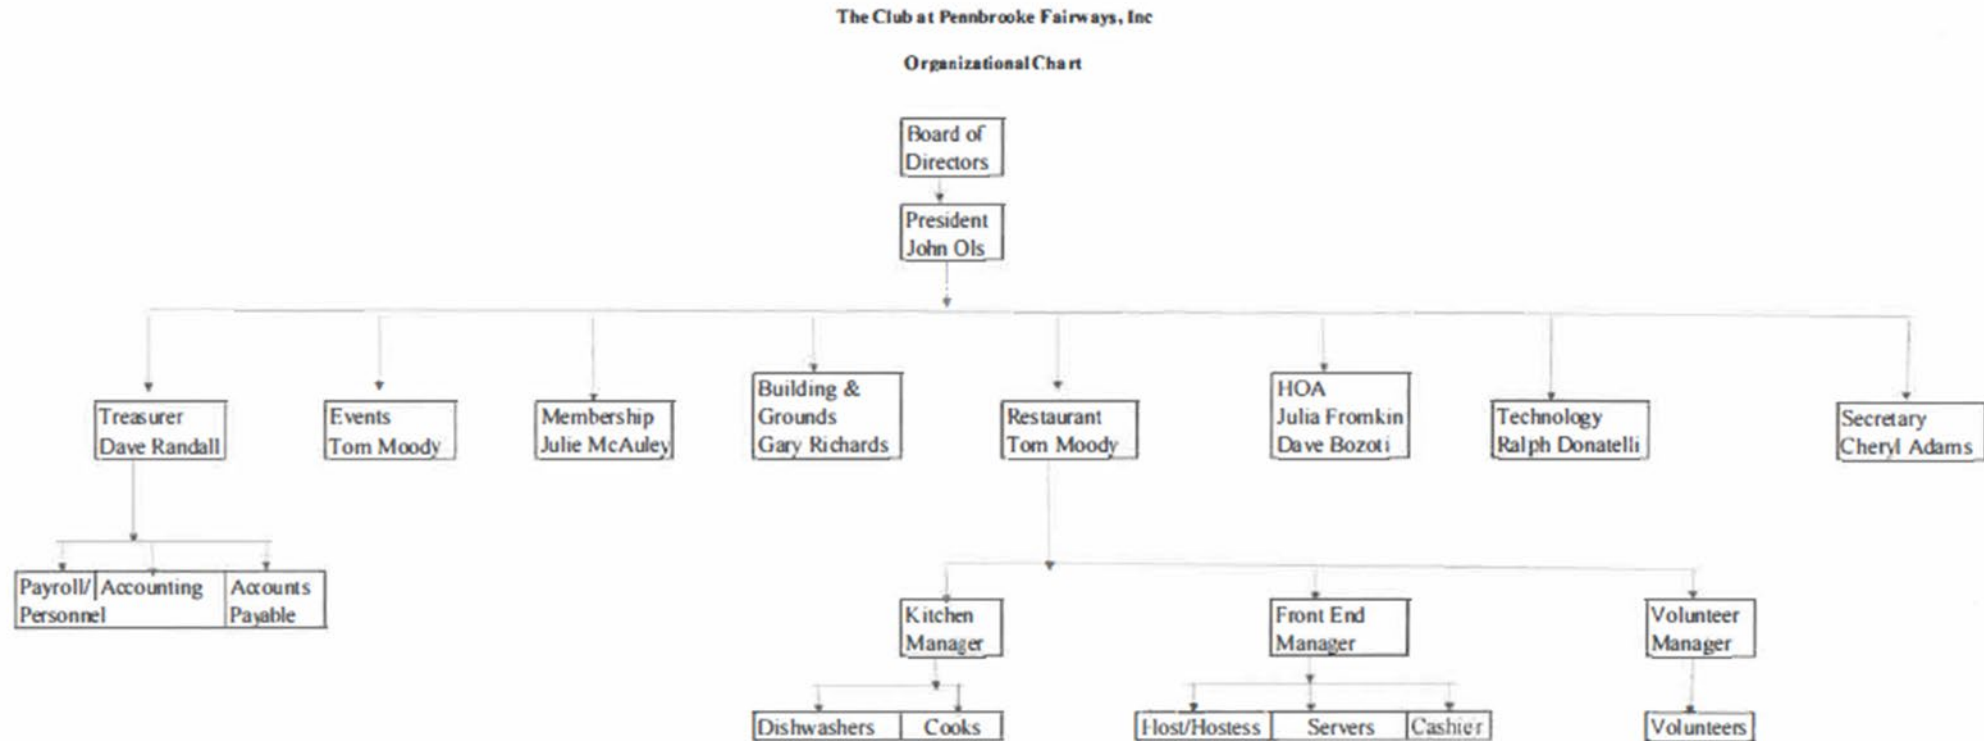 The Club at Pennbrooke Fairways, Inc
Organizational Chart
Board of
Directors
President
John Ols
Treasurer
Dave Randall
Events
Tom Moody
Membership
Julie McAuley
Building &
Grounds
Gary Richards
Restaurant
Tom Moody
HOA
Julia Fromkin
Dave Bozoti
Technology
Ralph Donatelli
Secretary
Cheryl Adams
Payroll/
Personnel
Accounting
Accounts
Payable
Kitchen
Manager
Front End
Manager
Volunteer
Manager
Dishwashers
Cooks
Host/Hostess
Servers
Cashier
Volunteers